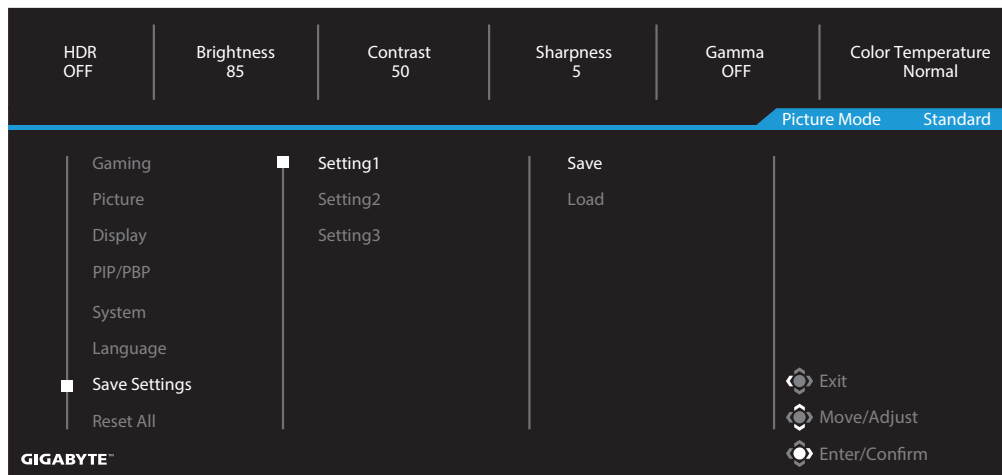 HDR
OFF
Brightness
85
Contrast
50
Sharpness
5
Gamma
OFF
Color Temperature
Normal
Picture Mode Standard
Gaming
Picture
Display
PIP/PBP
System
Language
Save Settings
Reset All
Setting1
Setting2
Setting3
Save
Load
Exit
Move/Adjust
Enter/Confirm
GIGABYTE™